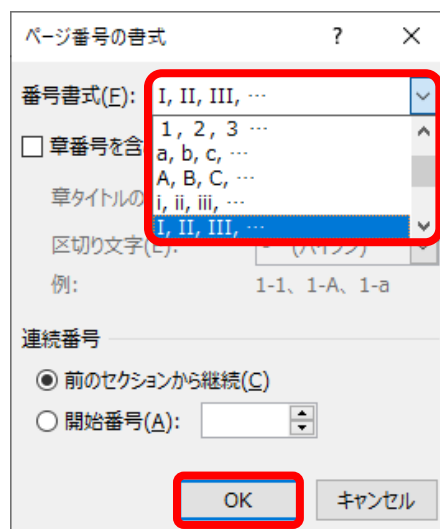 ページ番号の書式 ? ×
番号書式(F): I, II, III, …
1, 2, 3 …
章番号を含
a, b, c, …
A, B, C, …
章タイトルの
i, ii, iii, …
I, II, III, …
区切り文字(E): - (ハイフン)
例: 1-1、1-A、1-a
連続番号
前のセクションから継続(C)
開始番号(A):
OK キャンセル